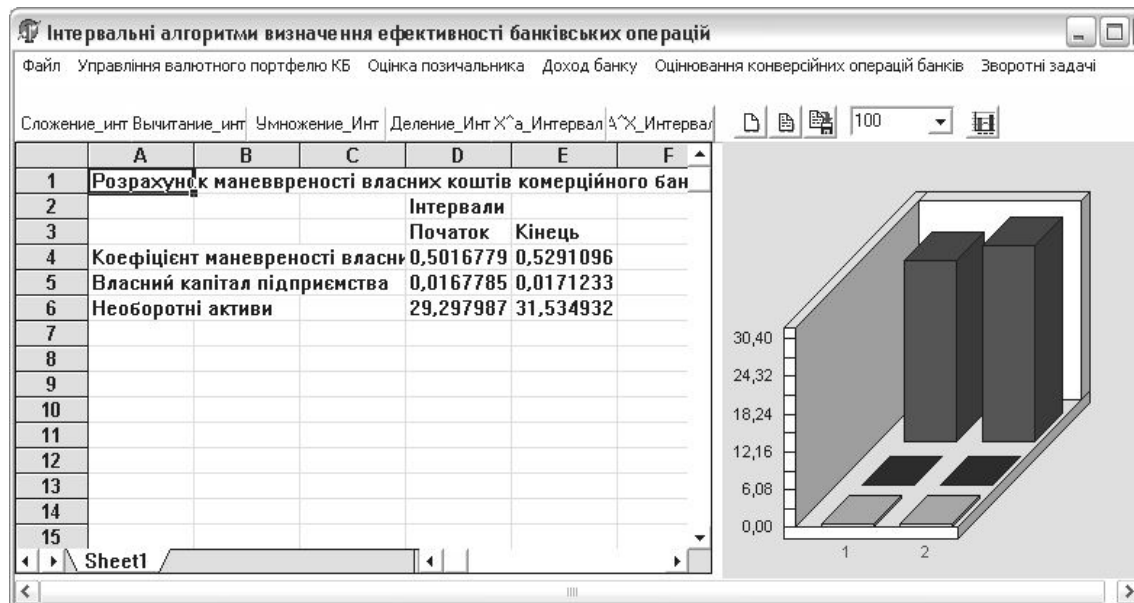 Інтервальні алгоритми визначення ефективності банківських операцій
Файл Управління валютного портфелю КБ Оцінка позичальника Доход банку Оцінювання конверсійних операцій банків Зворотні задачі
Сложение_инт Вычитание_инт Умножение_Инт Деление_Инт X^a_Интервал A^X_Интервал 100
A B C D E F
1 Розрахунок маневвреності власних коштів комерційного бан
2 Інтервали
3 Початок Кінець
4 Коефіцієнт маневреності власни 0,5016779 0,5291096
5 Власний капітал підприємства 0,0167785 0,0171233
6 Необоротні активи 29,297987 31,534932
7
8
9
10
11
12
13
14
15
Sheet1
30,40
24,32
18,24
12,16
6,08
0,00
1 2